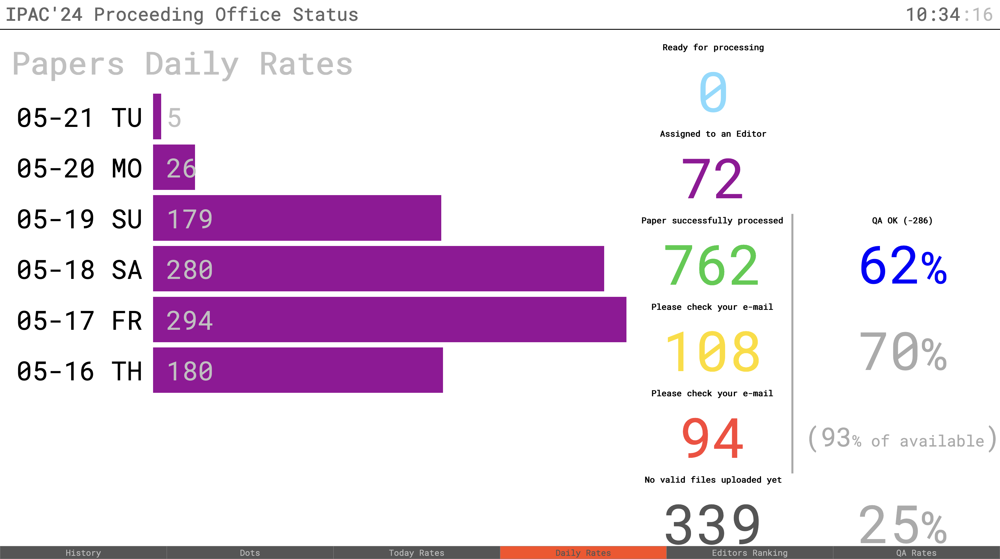 IPAC'24 Proceeding Office Status
10:34:16
Papers Daily Rates
05-21 TU 5
05-20 MO 26
05-19 SU 179
05-18 SA 280
05-17 FR 294
05-16 TH 180
Ready for processing
0
Assigned to an Editor
72
Paper successfully processed
762
QA OK (-286)
62%
Please check your e-mail
108
70%
Please check your e-mail
94
(93% of available)
No valid files uploaded yet
339
25%
History
Dots
Today Rates
Daily Rates
Editors Ranking
QA Rates